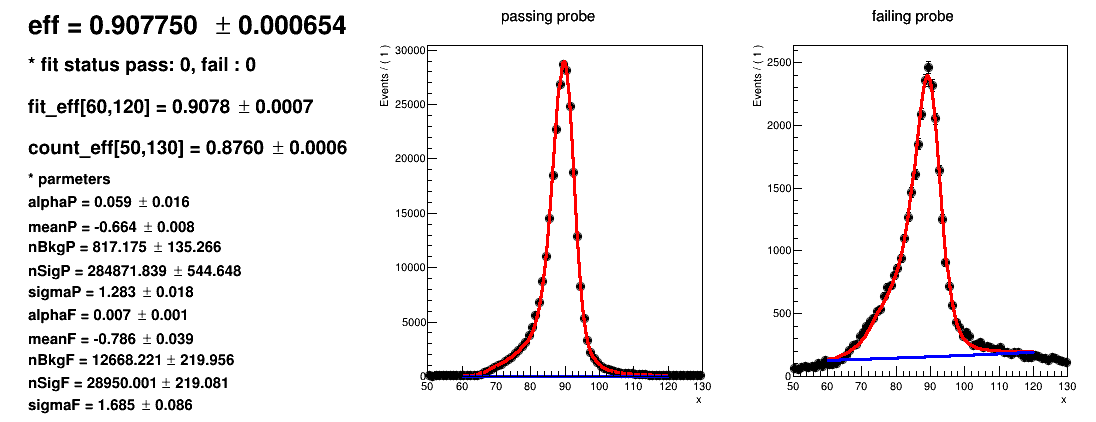 eff = 0.907750 ± 0.000654
* fit status pass: 0, fail : 0
fit_eff[60,120] = 0.9078 ± 0.0007
count_eff[50,130] = 0.8760 ± 0.0006
* parmeters
alphaP = 0.059 ± 0.016
meanP = -0.664 ± 0.008
nBkgP = 817.175 ± 135.266
nSigP = 284871.839 ± 544.648
sigmaP = 1.283 ± 0.018
alphaF = 0.007 ± 0.001
meanF = -0.786 ± 0.039
nBkgF = 12668.221 ± 219.956
nSigF = 28950.001 ± 219.081
sigmaF = 1.685 ± 0.086
passing probe
Events / ( 1 )
30000
25000
20000
15000
10000
5000
0
50 60 70 80 90 100 110 120 130
x
failing probe
Events / ( 1 )
2500
2000
1500
1000
500
0
50 60 70 80 90 100 110 120 130
x